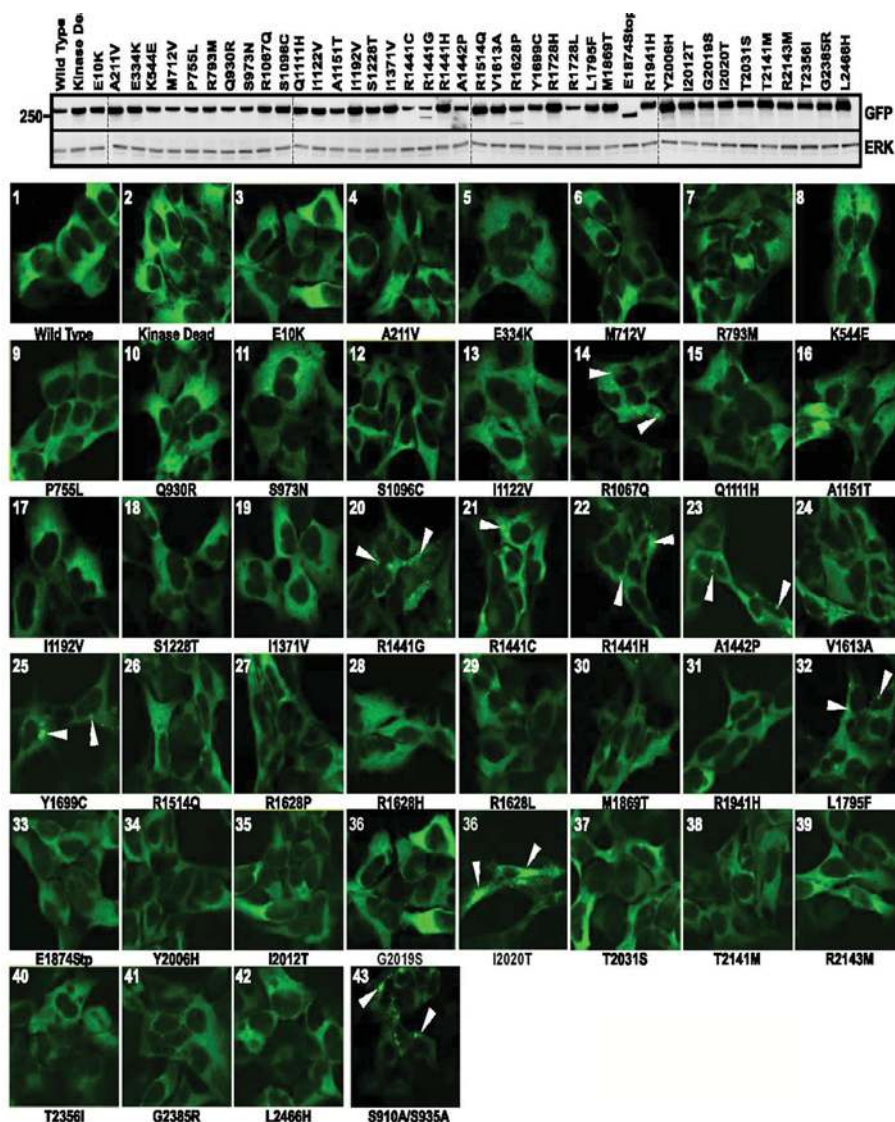 Wild Type Kinase Dea E10K A211V E334K K544E M712V P755L R793M Q930R S973N R1067Q S1096C Q1111H I1122V A1151T I1192V S1228T I1371V R1441C R1441G R1441H A1442P R1514Q V1613A R1628P Y1699C R1728H R1728L L1795F M1869T E1874Stop R1941H Y2006H I2012T G2019S I2020T T2031S T2141M R2143M T2356I G2385R L2466H
250 GFP
ERK
1 2 3 4 5 6 7 8
Wild Type Kinase Dead E10K A211V E334K M712V R793M K544E
9 10 11 12 13 14 15 16
P755L Q930R S973N S1096C I1122V R1067Q Q1111H A1151T
17 18 19 20 21 22 23 24
I1192V S1228T I1371V R1441G R1441C R1441H A1442P V1613A
25 26 27 28 29 30 31 32
Y1699C R1514Q R1628P R1628H R1628L M1869T R1941H L1795F
33 34 35 36 36 37 38 39
E1874Stp Y2006H I2012T G2019S I2020T T2031S T2141M R2143M
40 41 42 43
T2356I G2385R L2466H S910A/S935A